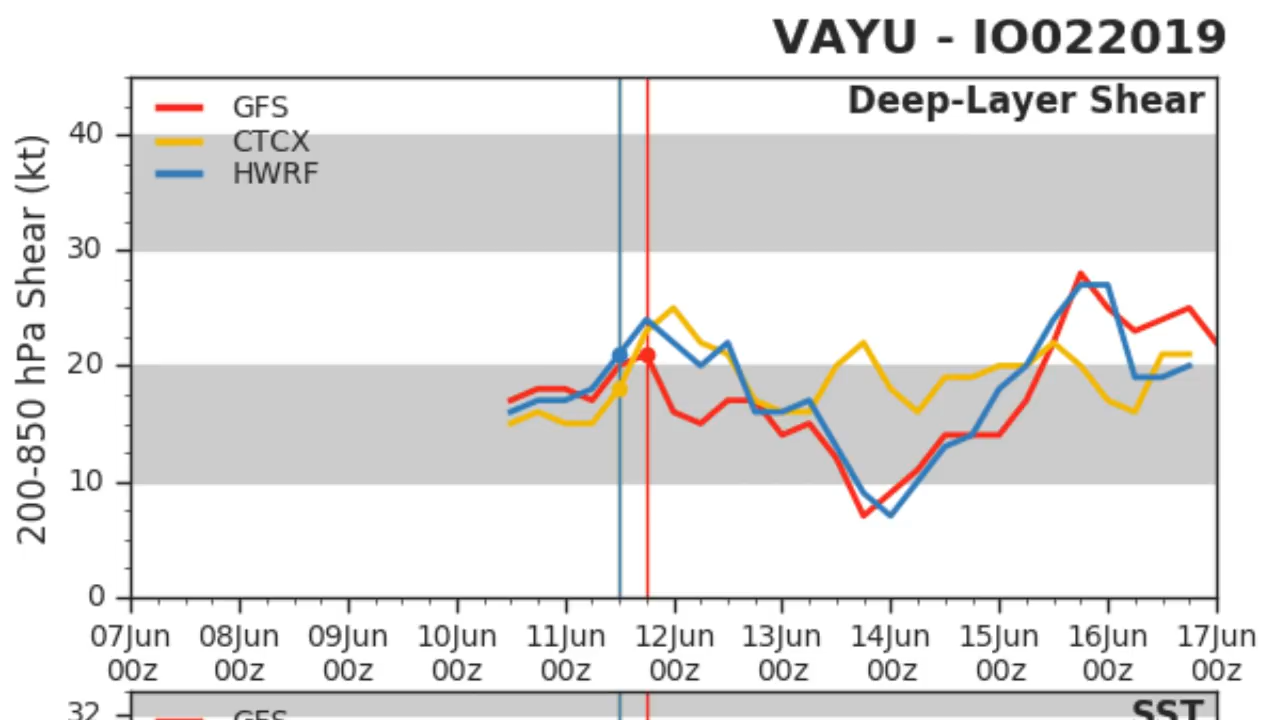 VAYU - IO022019
Deep-Layer Shear
GFS
CTCX
HWRF
200-850 hPa Shear (kt)
40
30
20
10
0
07Jun 08Jun 09Jun 10Jun 11Jun 12Jun 13Jun 14Jun 15Jun 16Jun 17Jun
00z 00z 00z 00z 00z 00z 00z 00z 00z 00z 00z
32
GFS
SST